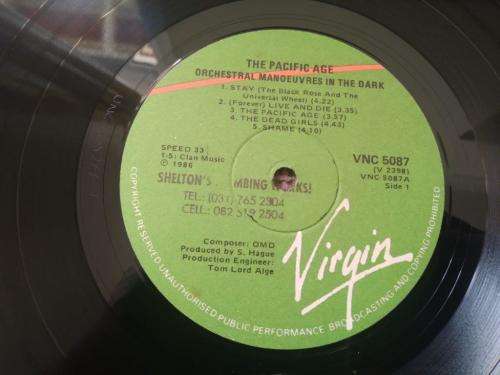 THE PACIFIC AGE
ORCHESTRAL MANOEUVRES IN THE DARK
1. STAY (The Black Rose And The
Universal Wheel) (4.22)
2. (Forever) LIVE AND DIE (3.35)
3. THE PACIFIC AGE (3.57)
4. THE DEAD GIRLS (4.43)
5. SHAME (4.10)
SPEED 33
1-5: Clan Music
© 1986
VNC 5087
(V 2398)
VNC 5087A
Side 1
SHELTON'S MBING WORKS!
TEL.: (031) 765 2304
CELL.: 082 519 2504
Composer: OMD
Produced by S. Hague
Production Engineer:
Tom Lord Alge
Virgin
COPYRIGHT RESERVED UNAUTHORISED PUBLIC PERFORMANCE, BROADCASTING AND COPYING PROHIBITED